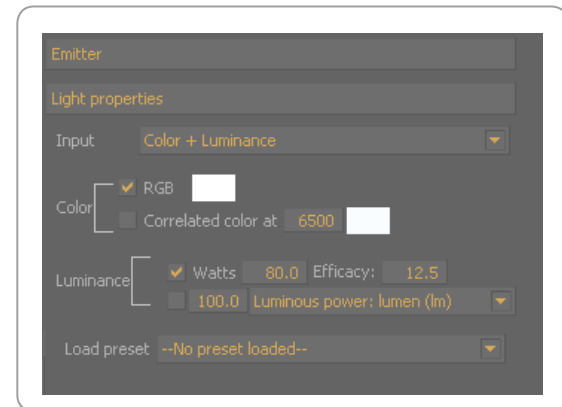 Emitter
Light properties
Input Color + Luminance
Color RGB
Correlated color at 6500
Luminance Watts 80.0 Efficacy: 12.5
100.0 Luminous power: lumen (lm)
Load preset --No preset loaded--